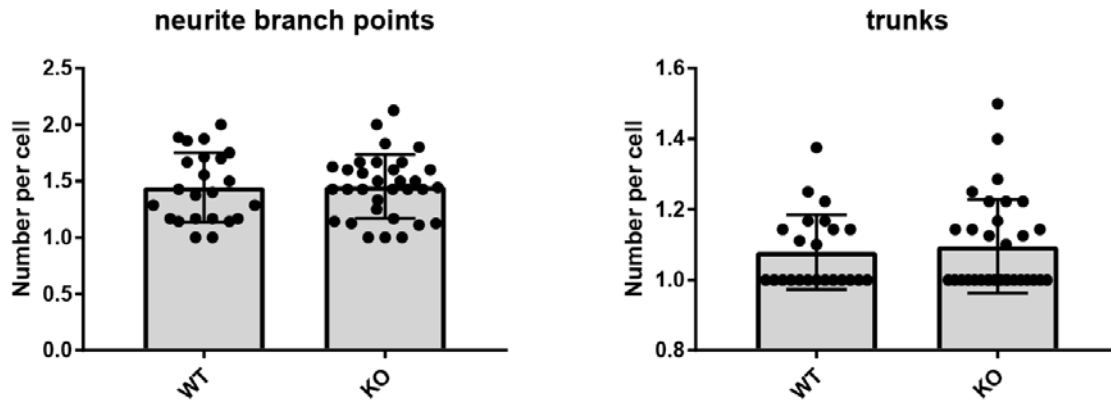 neurite branch points
Number per cell
2.5
2.0
1.5
1.0
0.5
0.0
WT
KO
trunks
Number per cell
1.6
1.4
1.2
1.0
0.8
WT
KO